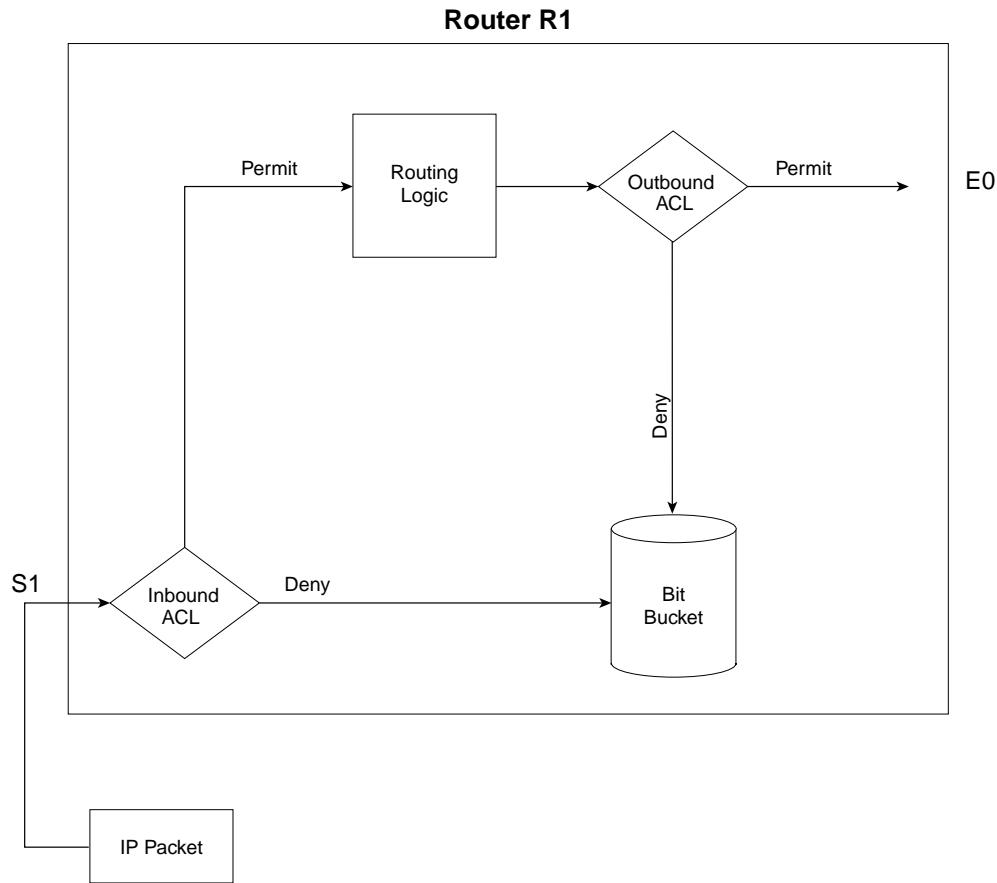 Router R1
Permit
Routing
Logic
Outbound
ACL
Permit
E0
Deny
S1
Inbound
ACL
Deny
Bit
Bucket
IP Packet